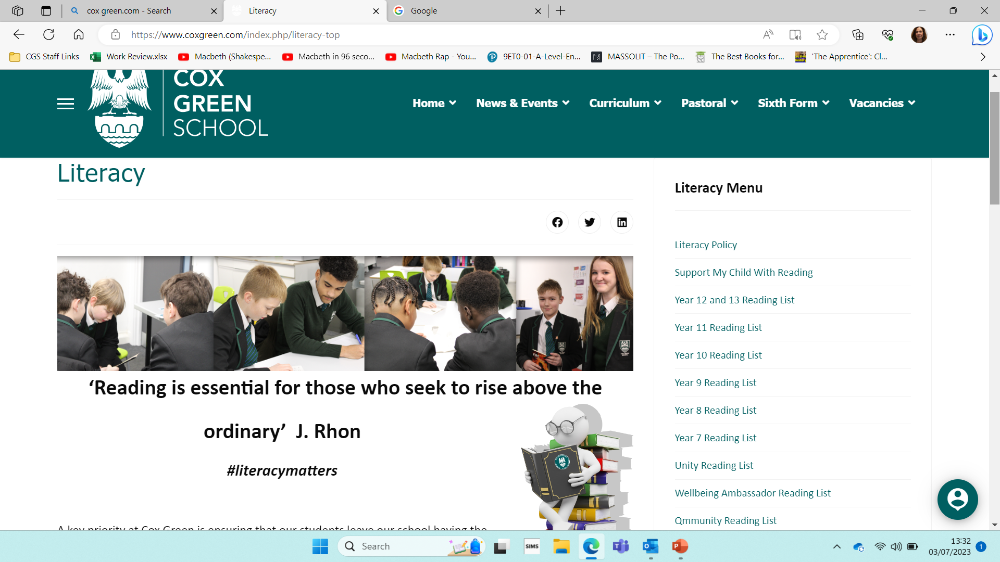 cox green.com - Search
Literacy
Google
https://www.coxgreen.com/index.php/literacy-top
CGS Staff Links
Work Review.xlsx
Macbeth (Shakespe...
Macbeth in 96 seco...
Macbeth Rap - You...
9ET0-01-A-Level-En...
MASSOLIT – The Po...
The Best Books for...
'The Apprentice': Cl...
COX
GREEN
SCHOOL
Home
News & Events
Curriculum
Pastoral
Sixth Form
Vacancies
Literacy
‘Reading is essential for those who seek to rise above the
ordinary’ J. Rhon
#literacymatters
A key priority at Cox Green is ensuring that our students leave our school having the
Literacy Menu
Literacy Policy
Support My Child With Reading
Year 12 and 13 Reading List
Year 11 Reading List
Year 10 Reading List
Year 9 Reading List
Year 8 Reading List
Year 7 Reading List
Unity Reading List
Wellbeing Ambassador Reading List
Qmmunity Reading List
Search
SIMS
13:32
03/07/2023
1